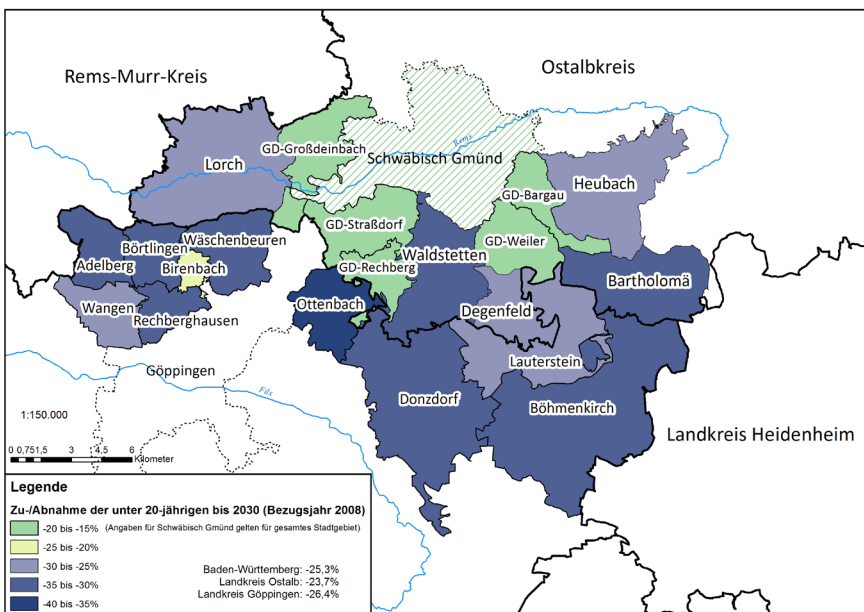 Rems-Murr-Kreis
Ostalbkreis
GD-Großdeinbach
Rems
Schwäbisch Gmünd
Lorch
Heubach
GD-Bargau
GD-Straßdorf
Wäschenbeuren
Börtlingen
GD-Weiler
Waldstetten
Adelberg
Birenbach
GD-Rechberg
Bartholomä
Ottenbach
Wangen
Degenfeld
Rechberghausen
Lauterstein
Göppingen
Fils
Donzdorf
Böhmenkirch
1:150.000
Landkreis Heidenheim
0 0,751,5 3 4,5 6
Kilometer
Legende
Zu-/Abnahme der unter 20-jährigen bis 2030 (Bezugsjahr 2008)
-20 bis -15% (Angaben für Schwäbisch Gmünd gelten für gesamtes Stadtgebiet)
-25 bis -20%
-30 bis -25%
-35 bis -30%
-40 bis -35%
Baden-Württemberg: -25,3%
Landkreis Ostalb: -23,7%
Landkreis Göppingen: -26,4%